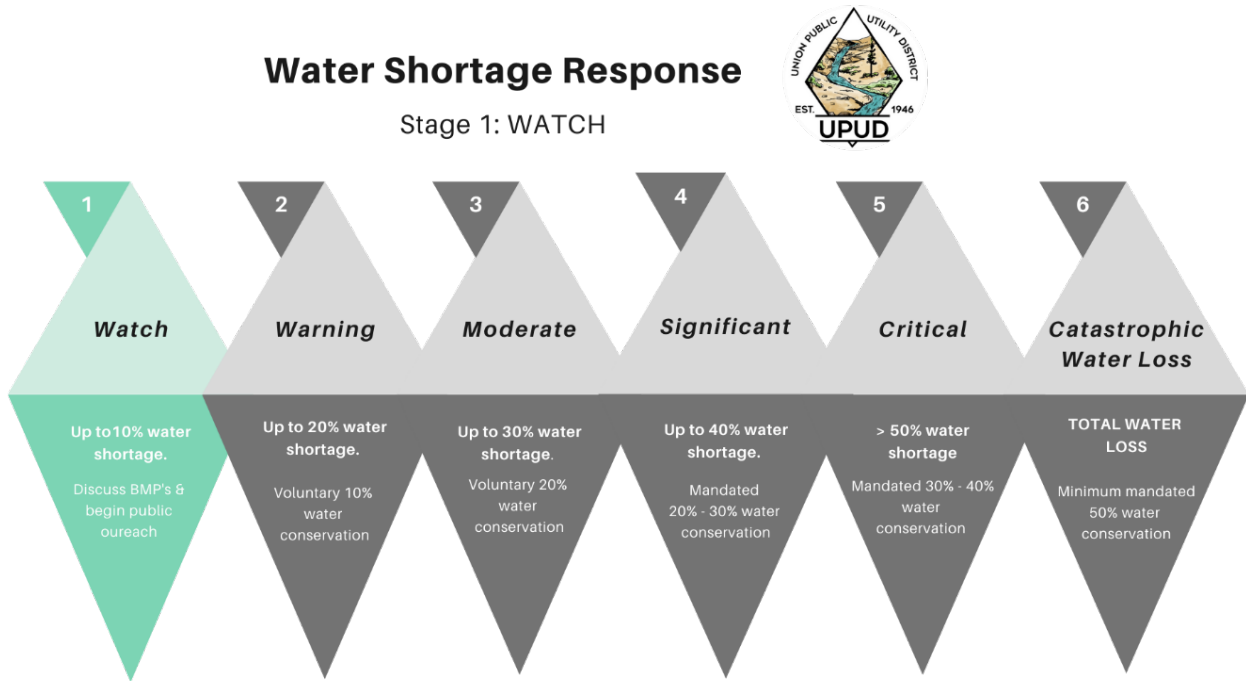 Water Shortage Response
Stage 1: WATCH
UNION PUBLIC UTILITY DISTRICT
EST. 1946
UPUD
1
Watch
Up to10% water
shortage.
Discuss BMP's &
begin public
oureach
2
Warning
Up to 20% water
shortage.
Voluntary 10%
water
conservation
3
Moderate
Up to 30% water
shortage.
Voluntary 20%
water
conservation
4
Significant
Up to 40% water
shortage.
Mandated
20% - 30% water
conservation
5
Critical
> 50% water
shortage
Mandated 30% - 40%
water
conservation
6
Catastrophic
Water Loss
TOTAL WATER
LOSS
Minimum mandated
50% water
conservation